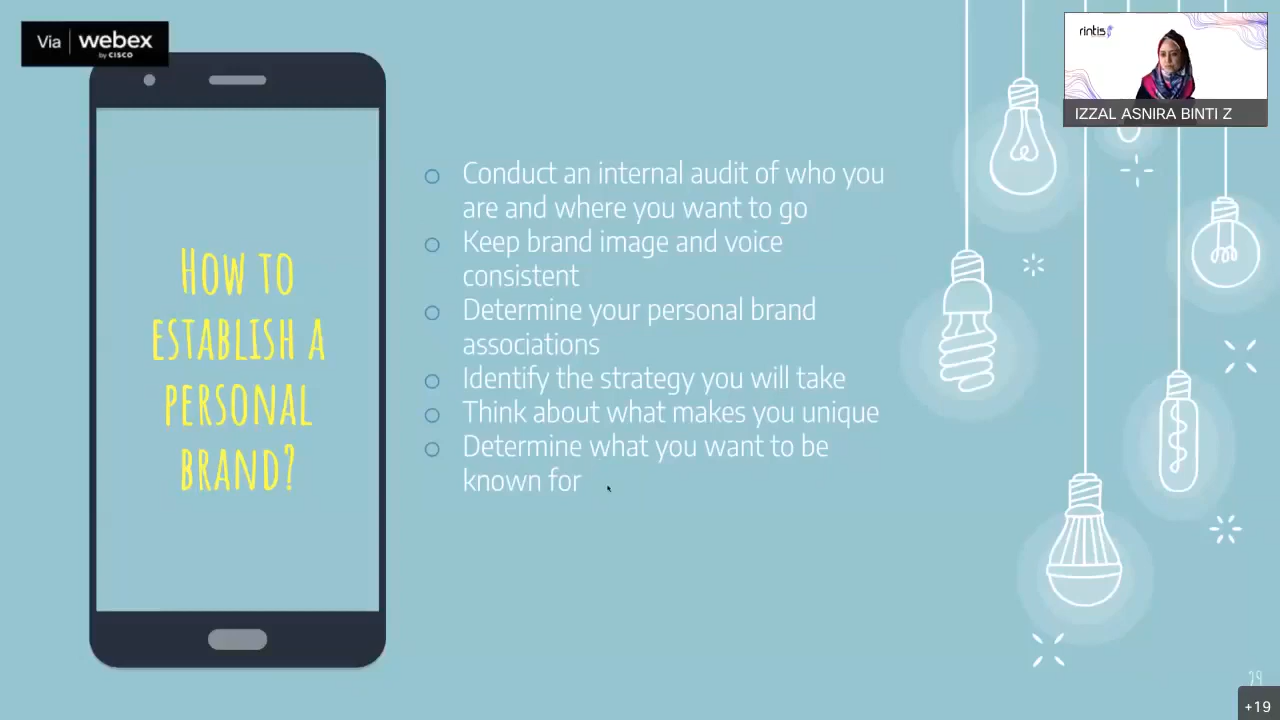 Via webex
by CISCO
rintis
IZZAL ASNIRA BINTI Z
HOW TO
ESTABLISH A
PERSONAL
BRAND?
Conduct an internal audit of who you
are and where you want to go
Keep brand image and voice
consistent
Determine your personal brand
associations
Identify the strategy you will take
Think about what makes you unique
Determine what you want to be
known for
29
+19